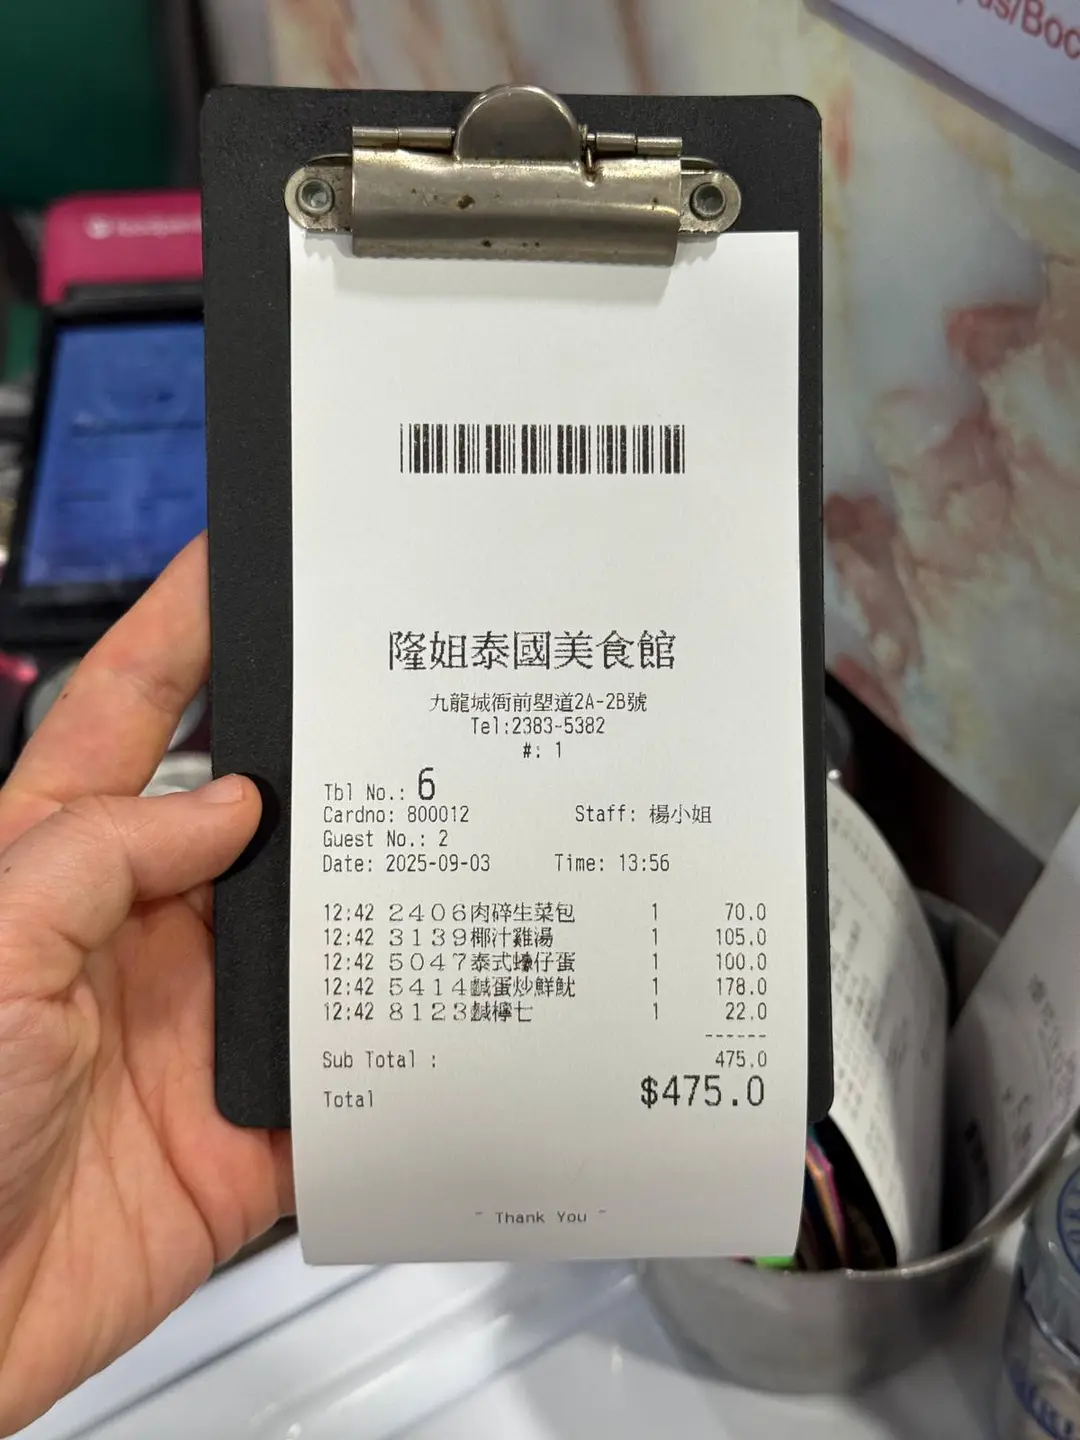 us/Boc
foodpanda
隆姐泰國美食館
九龍城衙前塱道2A-2B號
Tel:2383-5382
#: 1
Tbl No.: 6
Cardno: 800012 Staff: 楊小姐
Guest No.: 2
Date: 2025-09-03 Time: 13:56
12:42 2406肉碎生菜包 1 70.0
12:42 3139椰汁雞湯 1 105.0
12:42 5047泰式蠔仔蛋 1 100.0
12:42 5414鹹蛋炒鮮魷 1 178.0
12:42 8123鹹檸七 1 22.0
------
Sub Total : 475.0
Total $475.0
~ Thank You ~